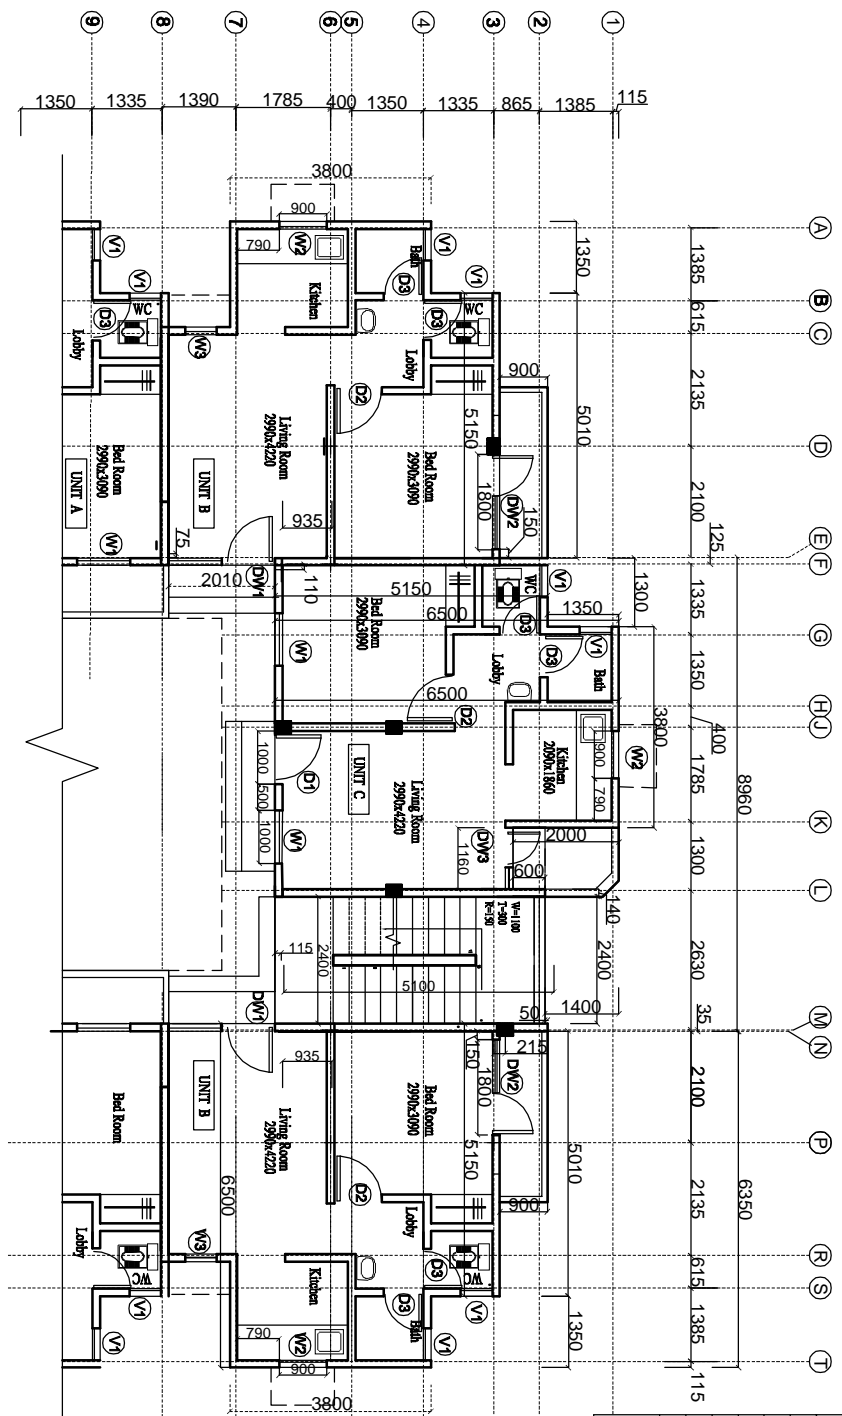 9
8
7
6
5
4
3
2
1
1350
1335
1390
1785
400
1350
1335
865
1385
115
3800
900
790
W2
V1
V1
V1
V1
A
B
C
D
E
F
G
H
J
K
L
M
N
P
R
S
T
1350
1385
615
2135
2100
125
1335
1350
400
1785
1300
2630
35
2100
2135
615
1385
115
Bath
D3
Kitchen
WC
D3
Lobby
W3
WC
D3
Lobby
D2
900
5010
5150
Living Room
2990x4220
Bed Room
2990x3090
Bed Room
2990x3090
UNIT A
UNIT B
1800
DW2
150
935
W1
75
DW1
2010
110
5150
6500
1300
1350
8960
WC
V1
D3
V1
Bath
D3
Bed Room
2990x3090
W1
Lobby
6500
D2
3800
Kitchen
2090x1860
900
W2
790
1000
D1
500
1000
W1
UNIT C
Living Room
2990x4220
DW3
1160
2000
600
140
W=1100
T=300
R=150
2400
2400
115
5100
1400
50
DW1
935
150
215
1800
DW2
UNIT B
Bed Room
Living Room
2990x4220
Bed Room
2990x3090
5150
5010
6350
D2
900
6500
Lobby
Lobby
W3
WC
D3
WC
Kitchen
V1
V1
D3
Bath
V1
V1
790
W2
900
1350
3800